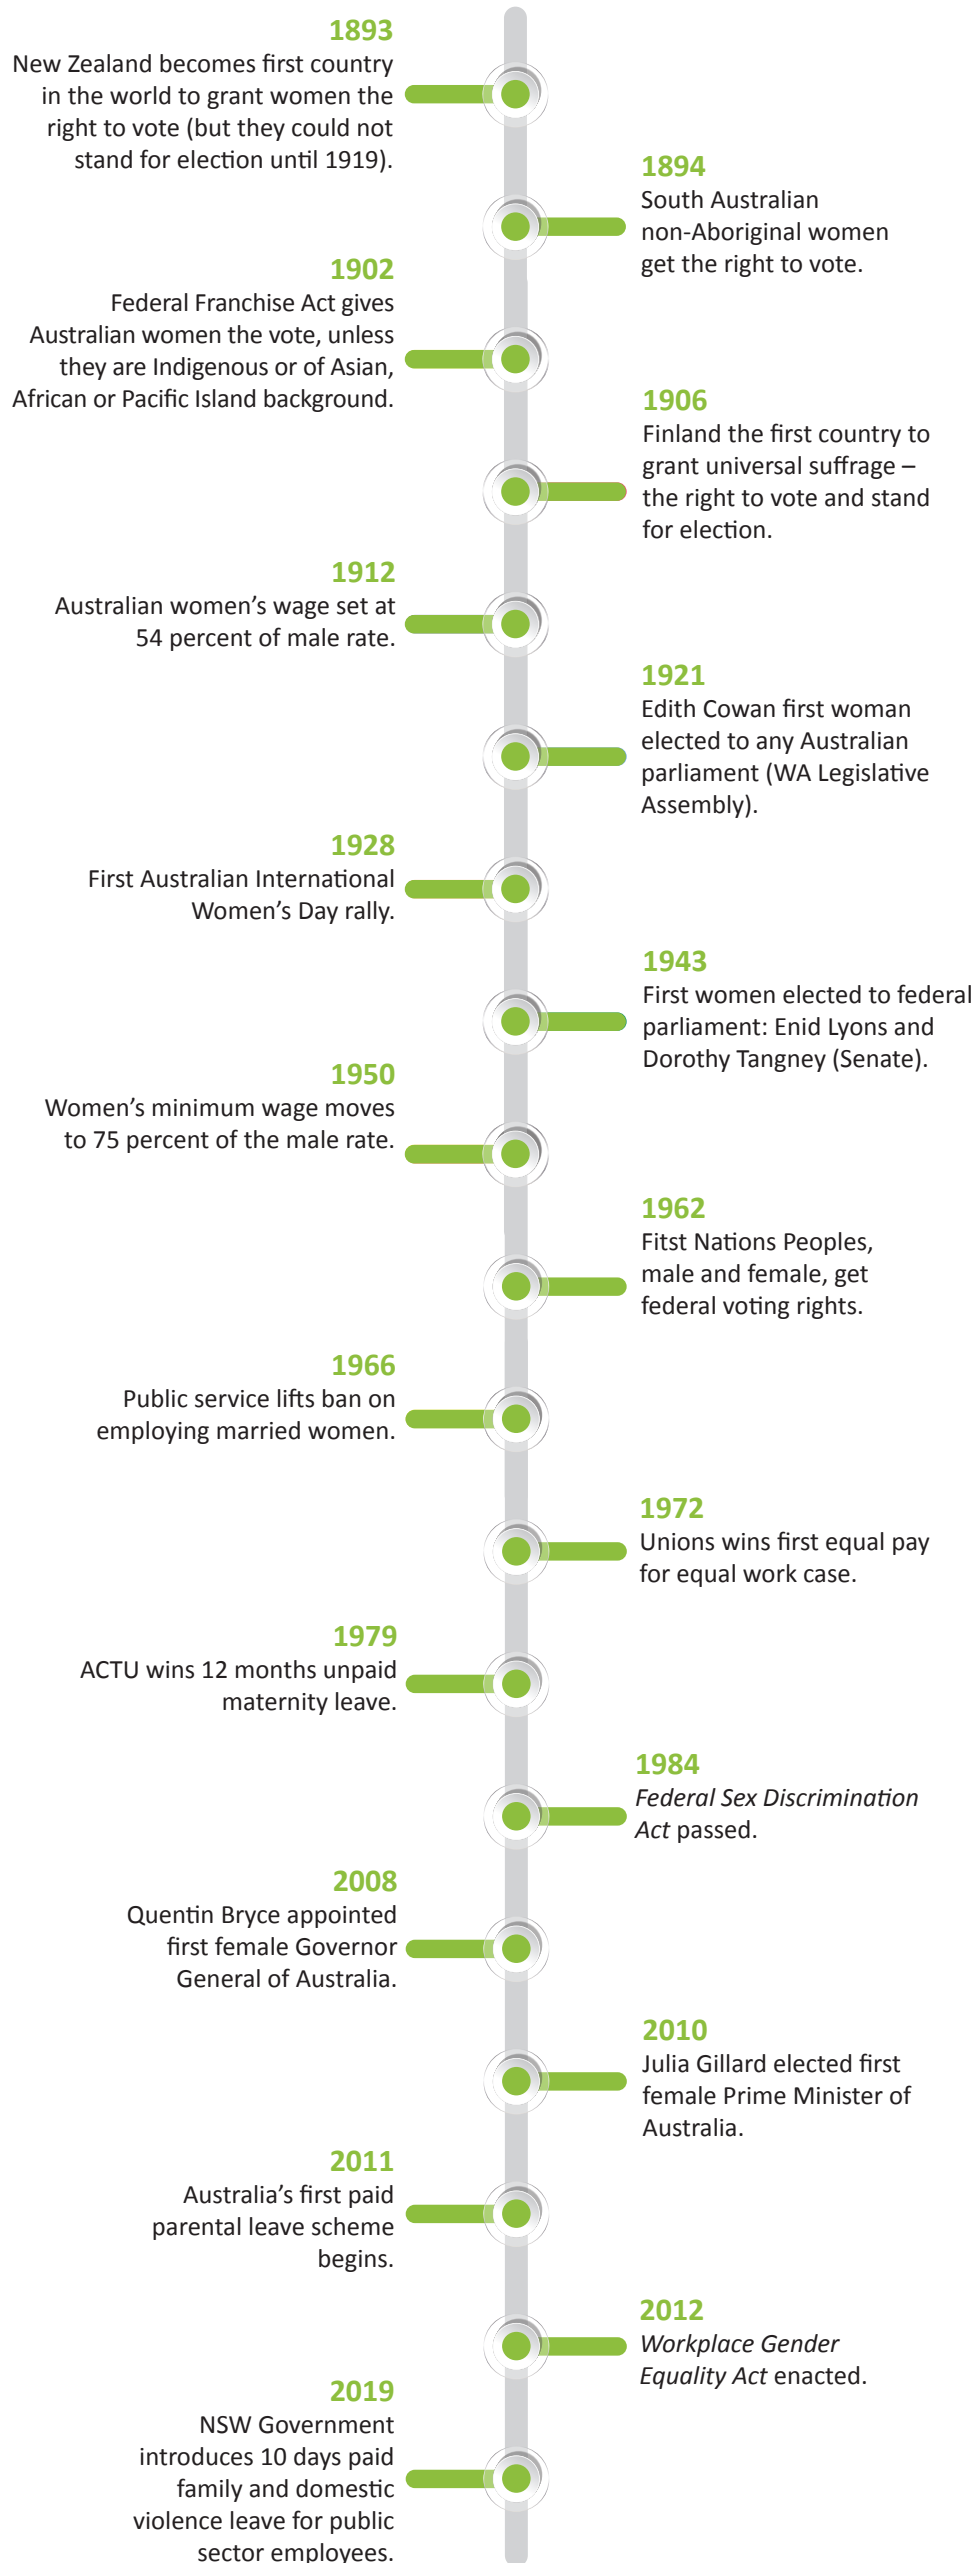 1893
New Zealand becomes first country
in the world to grant women the
right to vote (but they could not
stand for election until 1919).
1894
South Australian
non-Aboriginal women
get the right to vote.
1902
Federal Franchise Act gives
Australian women the vote, unless
they are Indigenous or of Asian,
African or Pacific Island background.
1906
Finland the first country to
grant universal suffrage –
the right to vote and stand
for election.
1912
Australian women’s wage set at
54 percent of male rate.
1921
Edith Cowan first woman
elected to any Australian
parliament (WA Legislative
Assembly).
1928
First Australian International
Women’s Day rally.
1943
First women elected to federal
parliament: Enid Lyons and
Dorothy Tangney (Senate).
1950
Women’s minimum wage moves
to 75 percent of the male rate.
1962
Fitst Nations Peoples,
male and female, get
federal voting rights.
1966
Public service lifts ban on
employing married women.
1972
Unions wins first equal pay
for equal work case.
1979
ACTU wins 12 months unpaid
maternity leave.
1984
Federal Sex Discrimination
Act passed.
2008
Quentin Bryce appointed
first female Governor
General of Australia.
2010
Julia Gillard elected first
female Prime Minister of
Australia.
2011
Australia’s first paid
parental leave scheme
begins.
2012
Workplace Gender
Equality Act enacted.
2019
NSW Government
introduces 10 days paid
family and domestic
violence leave for public
sector employees.